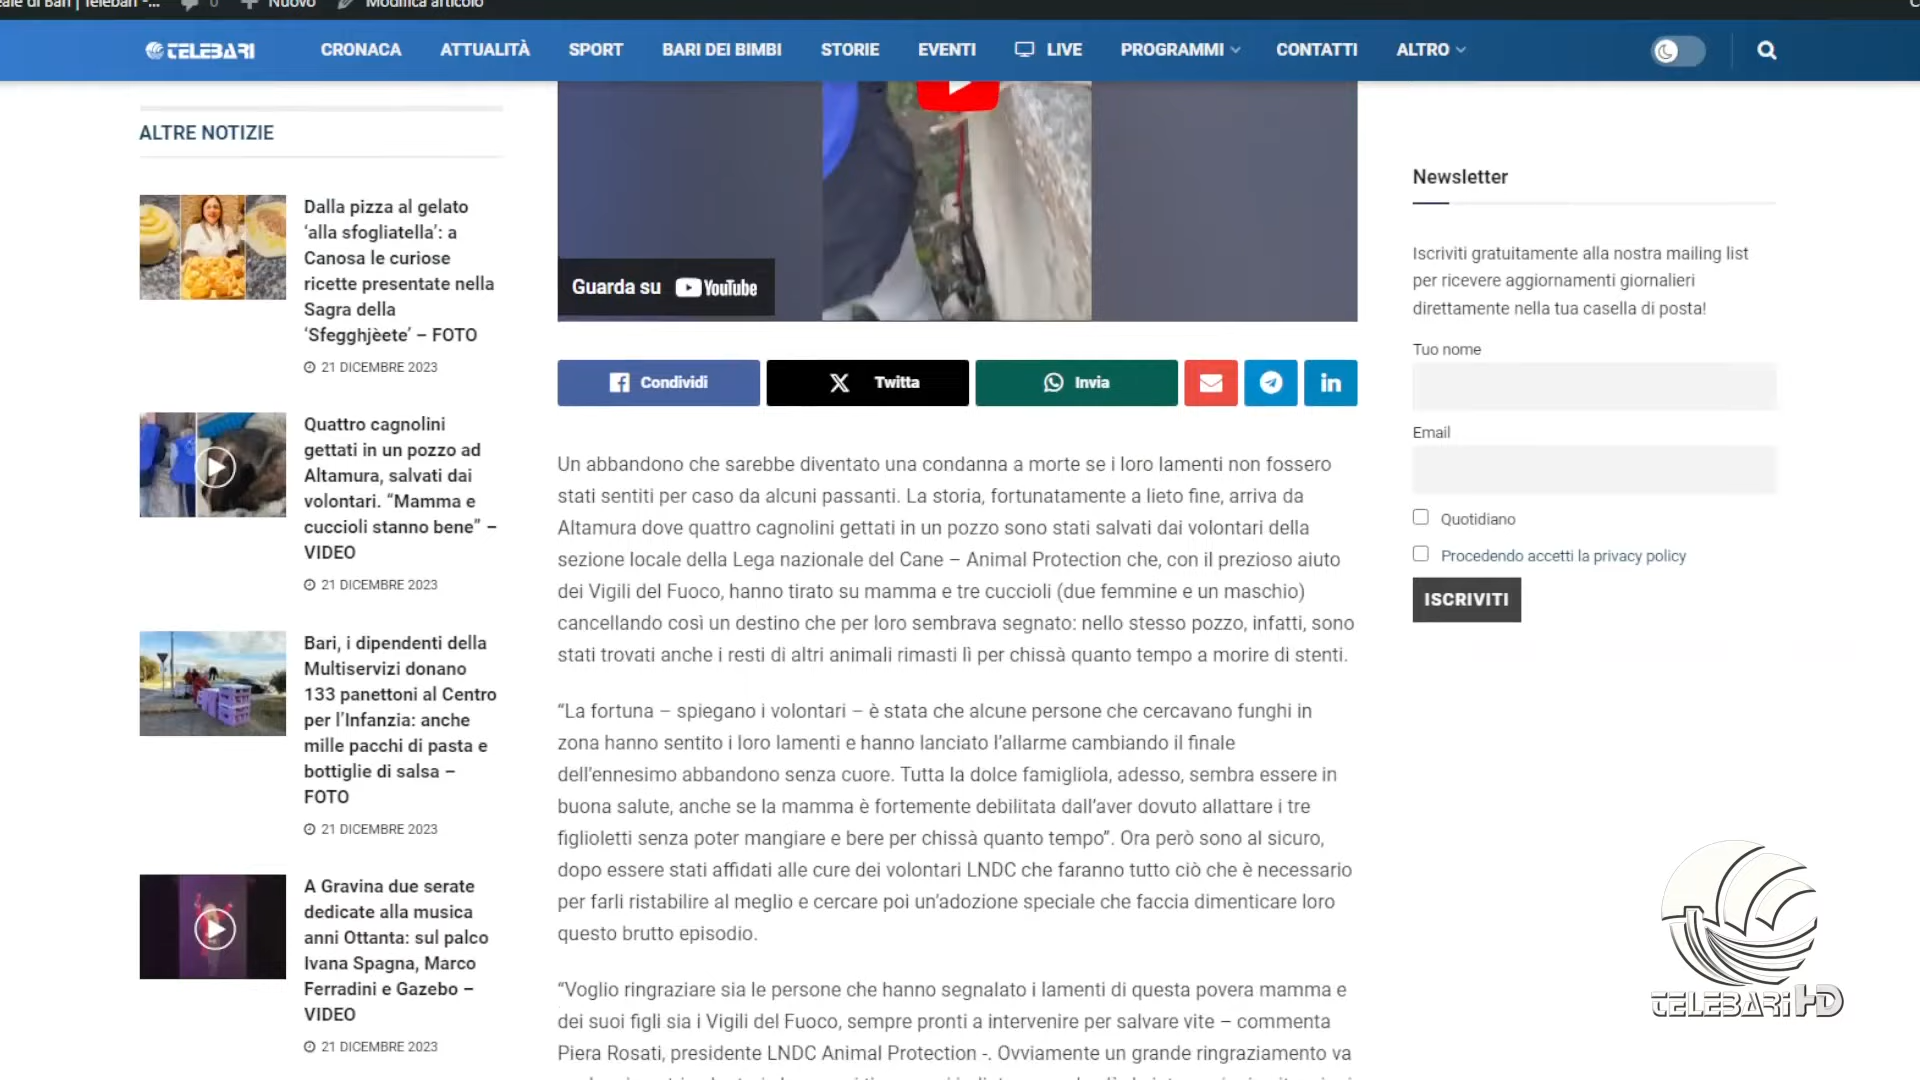 eale di Bari | Telebari -...
0
Nuovo
Modifica articolo
TELEBARI
CRONACA
ATTUALITÀ
SPORT
BARI DEI BIMBI
STORIE
EVENTI
LIVE
PROGRAMMI
CONTATTI
ALTRO
ALTRE NOTIZIE
Dalla pizza al gelato
‘alla sfogliatella’: a
Canosa le curiose
ricette presentate nella
Sagra della
‘Sfegghjèete’ – FOTO
21 DICEMBRE 2023
Quattro cagnolini
gettati in un pozzo ad
Altamura, salvati dai
volontari. “Mamma e
cuccioli stanno bene” –
VIDEO
21 DICEMBRE 2023
Bari, i dipendenti della
Multiservizi donano
133 panettoni al Centro
per l’Infanzia: anche
mille pacchi di pasta e
bottiglie di salsa –
FOTO
21 DICEMBRE 2023
A Gravina due serate
dedicate alla musica
anni Ottanta: sul palco
Ivana Spagna, Marco
Ferradini e Gazebo –
VIDEO
21 DICEMBRE 2023
Guarda su YouTube
Condividi
Twitta
Invia
Un abbandono che sarebbe diventato una condanna a morte se i loro lamenti non fossero
stati sentiti per caso da alcuni passanti. La storia, fortunatamente a lieto fine, arriva da
Altamura dove quattro cagnolini gettati in un pozzo sono stati salvati dai volontari della
sezione locale della Lega nazionale del Cane – Animal Protection che, con il prezioso aiuto
dei Vigili del Fuoco, hanno tirato su mamma e tre cuccioli (due femmine e un maschio)
cancellando così un destino che per loro sembrava segnato: nello stesso pozzo, infatti, sono
stati trovati anche i resti di altri animali rimasti lì per chissà quanto tempo a morire di stenti.
“La fortuna – spiegano i volontari – è stata che alcune persone che cercavano funghi in
zona hanno sentito i loro lamenti e hanno lanciato l’allarme cambiando il finale
dell’ennesimo abbandono senza cuore. Tutta la dolce famigliola, adesso, sembra essere in
buona salute, anche se la mamma è fortemente debilitata dall’aver dovuto allattare i tre
figlioletti senza poter mangiare e bere per chissà quanto tempo”. Ora però sono al sicuro,
dopo essere stati affidati alle cure dei volontari LNDC che faranno tutto ciò che è necessario
per farli ristabilire al meglio e cercare poi un’adozione speciale che faccia dimenticare loro
questo brutto episodio.
“Voglio ringraziare sia le persone che hanno segnalato i lamenti di questa povera mamma e
dei suoi figli sia i Vigili del Fuoco, sempre pronti a intervenire per salvare vite – commenta
Piera Rosati, presidente LNDC Animal Protection -. Ovviamente un grande ringraziamento va
Newsletter
Iscriviti gratuitamente alla nostra mailing list
per ricevere aggiornamenti giornalieri
direttamente nella tua casella di posta!
Tuo nome
Email
Quotidiano
Procedendo accetti la privacy policy
ISCRIVITI
TELEBARI HD